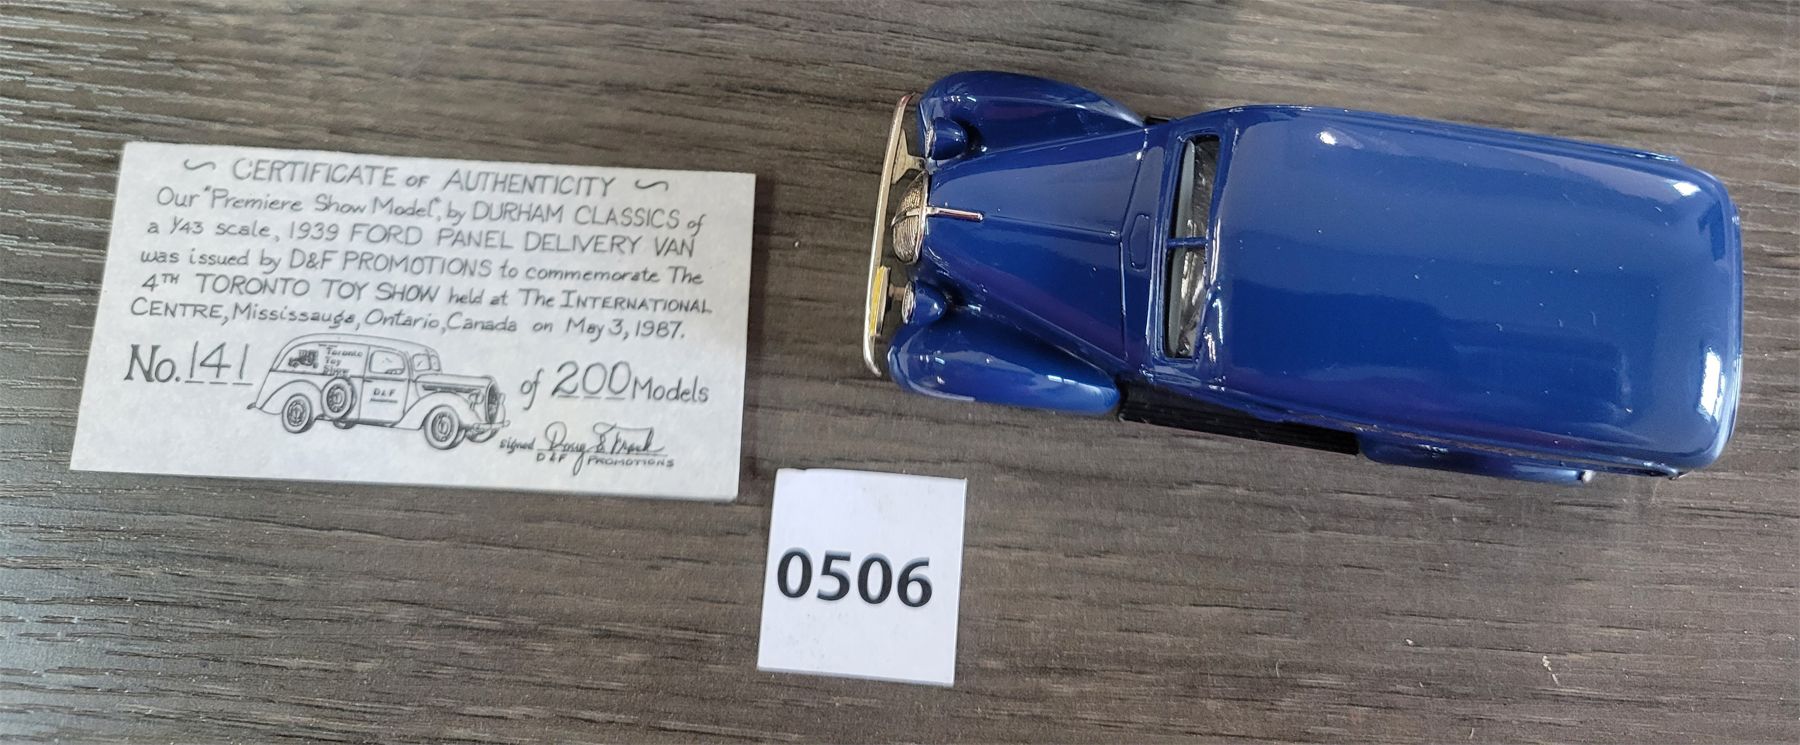 ~ CERTIFICATE OF AUTHENTICITY ~
Our "Premiere Show Model", by DURHAM CLASSICS of
a 1/43 scale, 1939 FORD PANEL DELIVERY VAN
was issued by D&F PROMOTIONS to commemorate The
4TH TORONTO TOY SHOW held at The INTERNATIONAL
CENTRE, Mississauga, Ontario, Canada on May 3, 1987.
Toronto
Toy
Show
D&F
No. 141 of 200 Models
signed Doug &
D&F PROMOTIONS
0506